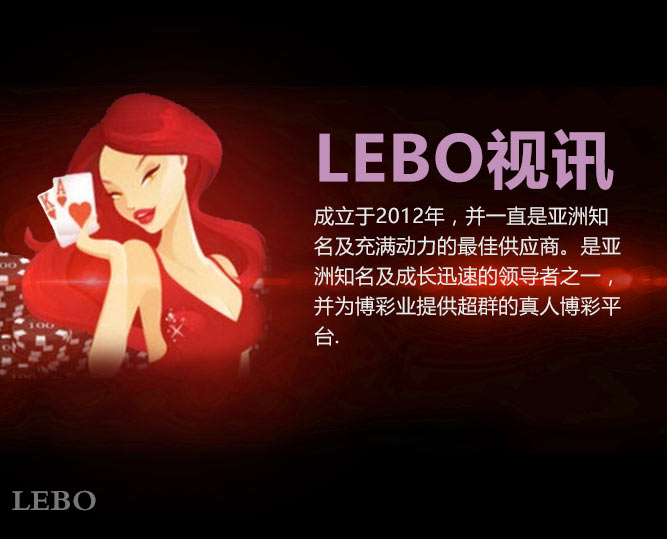 LEBO视讯
成立于2012年，并一直是亚洲知
名及充满动力的最佳供应商。是亚
洲知名及成长迅速的领导者之一，
并为博彩业提供超群的真人博彩平
台.
K
A
100
LEBO